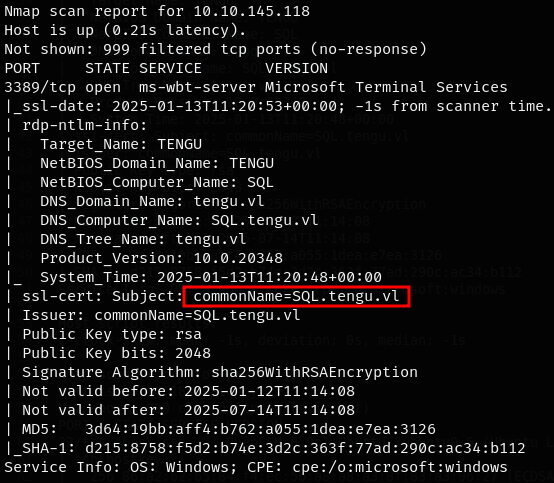 Nmap scan report for 10.10.145.118
Host is up (0.21s latency).
Not shown: 999 filtered tcp ports (no-response)
PORT     STATE SERVICE       VERSION
3389/tcp open  ms-wbt-server Microsoft Terminal Services
|_ssl-date: 2025-01-13T11:20:53+00:00; -1s from scanner time.
| rdp-ntlm-info:
|   Target_Name: TENGU
|   NetBIOS_Domain_Name: TENGU
|   NetBIOS_Computer_Name: SQL
|   DNS_Domain_Name: tengu.vl
|   DNS_Computer_Name: SQL.tengu.vl
|   DNS_Tree_Name: tengu.vl
|   Product_Version: 10.0.20348
|_  System_Time: 2025-01-13T11:20:48+00:00
| ssl-cert: Subject: commonName=SQL.tengu.vl
| Issuer: commonName=SQL.tengu.vl
| Public Key type: rsa
| Public Key bits: 2048
| Signature Algorithm: sha256WithRSAEncryption
| Not valid before: 2025-01-12T11:14:08
| Not valid after:  2025-07-14T11:14:08
| MD5:   3d64:19bb:aff4:b762:a055:1dea:e7ea:3126
|_SHA-1: d215:8758:f5d2:b74e:3d2c:363f:77ad:290c:ac34:b112
Service Info: OS: Windows; CPE: cpe:/o:microsoft:windows